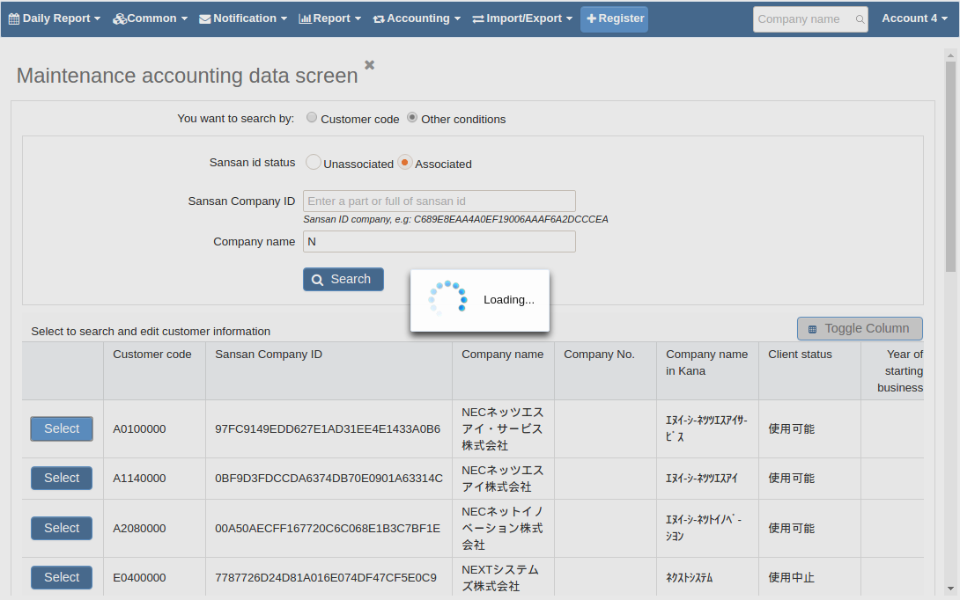 Daily Report Common Notification Report Accounting Import/Export Register Company name Account 4
Maintenance accounting data screen
You want to search by: Customer code Other conditions
Sansan id status Unassociated Associated
Sansan Company ID Enter a part or full of sansan id
Sansan ID company, e.g: C689E8EAA4A0EF19006AAAF6A2DCCCEA
Company name N
Search
Loading...
Select to search and edit customer information
Toggle Column
Customer code Sansan Company ID Company name Company No. Company name Client status Year of
in Kana starting
business
NECネッツエス
Select A0100000 97FC9149EDD627E1AD31EE4E1433A0B6 アイ・サービス ｴﾇｲｰｼｰﾈｯﾂｴｽｱｲｻｰ 使用可能
株式会社 ﾋﾞｽ
NECネッツエス
Select A1140000 0BF9D3FDCCDA6374DB70E0901A63314C アイ株式会社 ｴﾇｲｰｼｰﾈｯﾂｴｽｱｲ 使用可能
NECネットイノ
Select A2080000 00A50AECFF167720C6C068E1B3C7BF1E ベーション株式 ｴﾇｲｰｼｰﾈｯﾄｲﾉﾍﾞｰ 使用可能
会社 ｼｮﾝ
NEXTシステム
Select E0400000 7787726D24D81A016E074DF47CF5E0C9 ズ株式会社 ﾈｸｽﾄｼｽﾃﾑ 使用中止